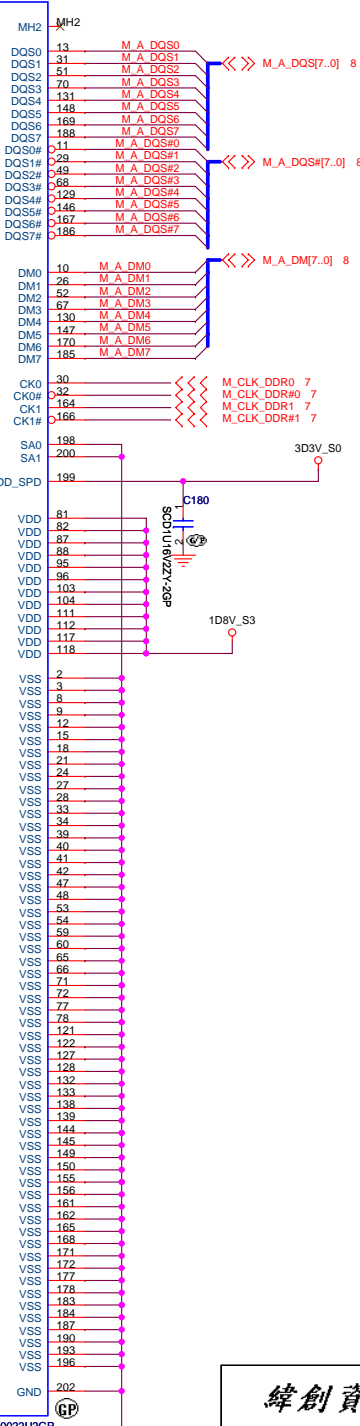 MH2 MH2
DQS0 13 M_A_DQS0
DQS1 31 M_A_DQS1 M_A_DQS[7..0] 8
DQS2 51 M_A_DQS2
DQS3 70 M_A_DQS3
DQS4 131 M_A_DQS4
DQS5 148 M_A_DQS5
DQS6 169 M_A_DQS6
DQS7 188 M_A_DQS7
DQS0# 11 M_A_DQS#0
DQS1# 29 M_A_DQS#1 M_A_DQS#[7..0] 8
DQS2# 49 M_A_DQS#2
DQS3# 68 M_A_DQS#3
DQS4# 129 M_A_DQS#4
DQS5# 146 M_A_DQS#5
DQS6# 167 M_A_DQS#6
DQS7# 186 M_A_DQS#7
DM0 10 M_A_DM0 M_A_DM[7..0] 8
DM1 26 M_A_DM1
DM2 52 M_A_DM2
DM3 67 M_A_DM3
DM4 130 M_A_DM4
DM5 147 M_A_DM5
DM6 170 M_A_DM6
DM7 185 M_A_DM7
CK0 30 M_CLK_DDR0 7
CK0# 32 M_CLK_DDR#0 7
CK1 164 M_CLK_DDR1 7
CK1# 166 M_CLK_DDR#1 7
SA0 198
SA1 200
3D3V_S0
DD_SPD 199
C180
1
SCD1U16V2ZY-2GP
2
GP
VDD 81
VDD 82
VDD 87
VDD 88
VDD 95
VDD 96
VDD 103
VDD 104
VDD 111
VDD 112
VDD 117
VDD 118
1D8V_S3
VSS 2
VSS 3
VSS 8
VSS 9
VSS 12
VSS 15
VSS 18
VSS 21
VSS 24
VSS 27
VSS 28
VSS 33
VSS 34
VSS 39
VSS 40
VSS 41
VSS 42
VSS 47
VSS 48
VSS 53
VSS 54
VSS 59
VSS 60
VSS 65
VSS 66
VSS 71
VSS 72
VSS 77
VSS 78
VSS 121
VSS 122
VSS 127
VSS 128
VSS 132
VSS 133
VSS 138
VSS 139
VSS 144
VSS 145
VSS 149
VSS 150
VSS 155
VSS 156
VSS 161
VSS 162
VSS 165
VSS 168
VSS 171
VSS 172
VSS 177
VSS 178
VSS 183
VSS 184
VSS 187
VSS 190
VSS 193
VSS 196
GND 202
GP
緯創資